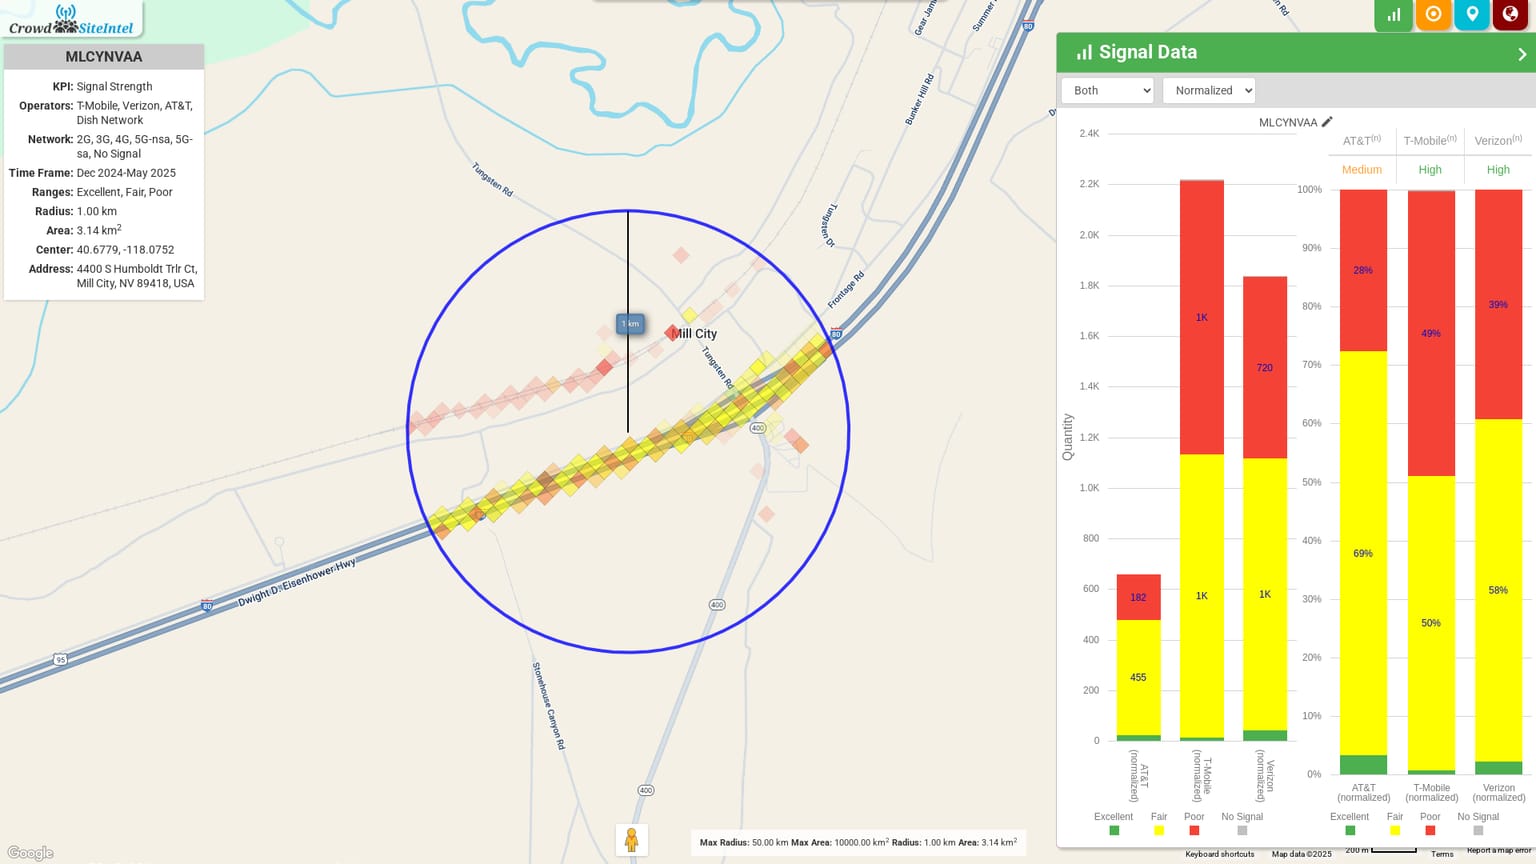 Crowd SiteIntel
MLCYNVAA
KPI: Signal Strength
Operators: T-Mobile, Verizon, AT&T,
Dish Network
Network: 2G, 3G, 4G, 5G-nsa, 5G-
sa, No Signal
Time Frame: Dec 2024-May 2025
Ranges: Excellent, Fair, Poor
Radius: 1.00 km
Area: 3.14 km²
Center: 40.6779, -118.0752
Address: 4400 S Humboldt Trlr Ct,
Mill City, NV 89418, USA
Gear Jam
Summer
80
n Rd
Bunker Hill Rd
Tungsten Rd
Tungsten Dr
Frontage Rd
80
1 km
Mill City
Tungsten Rd
400
Dwight D. Eisenhower Hwy
80
95
400
Stonehouse Canyon Rd
400
Google
Max Radius: 50.00 km Max Area: 10000.00 km² Radius: 1.00 km Area: 3.14 km²
Keyboard shortcuts
Map data ©2025
200 m
Terms
Report a map error
Signal Data
Both
Normalized
MLCYNVAA
Quantity
2.4K
2.2K
2.0K
1.8K
1.6K
1.4K
1.2K
1.0K
800
600
400
200
0
182
455
1K
1K
720
1K
AT&T
(normalized)
T-Mobile
(normalized)
Verizon
(normalized)
Excellent
Fair
Poor
No Signal
AT&T(n)
T-Mobile(n)
Verizon(n)
Medium
High
High
100%
90%
80%
70%
60%
50%
40%
30%
20%
10%
0%
28%
69%
49%
50%
39%
58%
AT&T
(normalized)
T-Mobile
(normalized)
Verizon
(normalized)
Excellent
Fair
Poor
No Signal